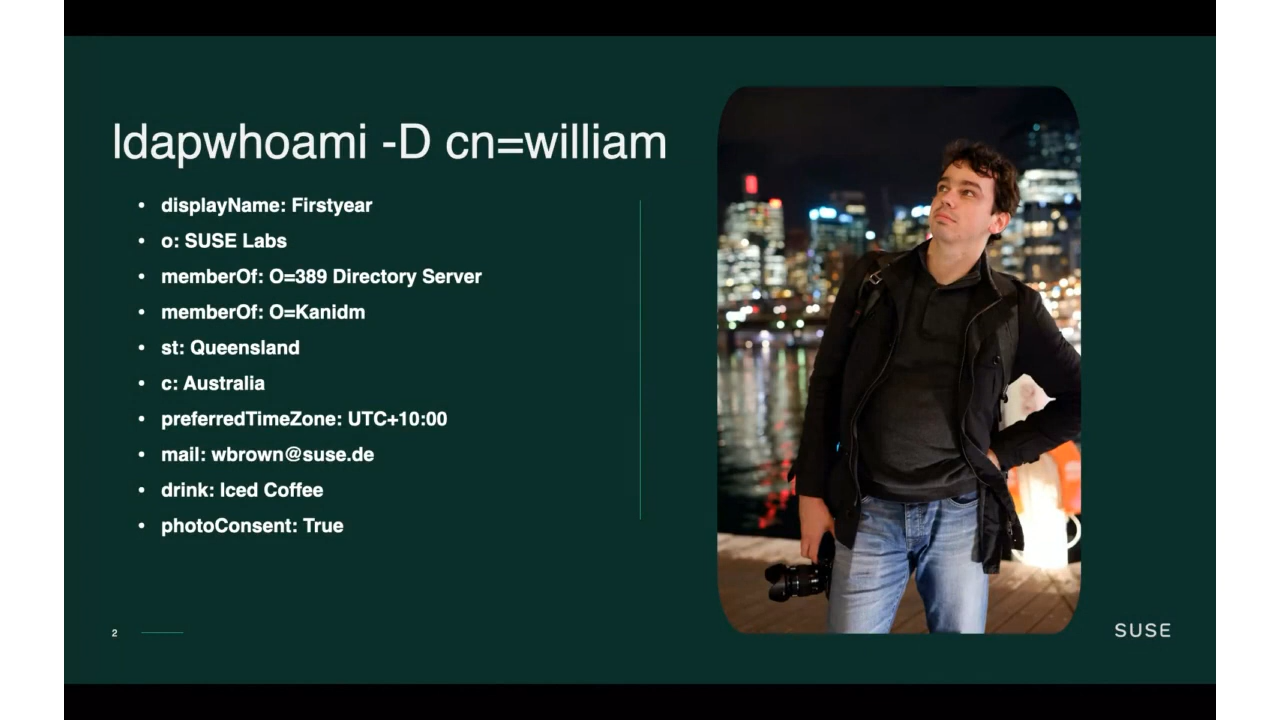 ldapwhoami -D cn=william
• displayName: Firstyear
• o: SUSE Labs
• memberOf: O=389 Directory Server
• memberOf: O=Kanidm
• st: Queensland
• c: Australia
• preferredTimeZone: UTC+10:00
• mail: wbrown@suse.de
• drink: Iced Coffee
• photoConsent: True
2
SUSE